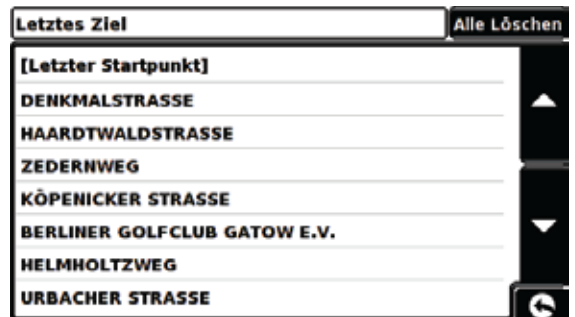 Letztes Ziel
Alle Löschen
[Letzter Startpunkt]
DENKMALSTRASSE
HAARDTWALDSTRASSE
ZEDERNWEG
KÖPENICKER STRASSE
BERLINER GOLFCLUB GATOW E.V.
HELMHOLTZWEG
URBACHER STRASSE